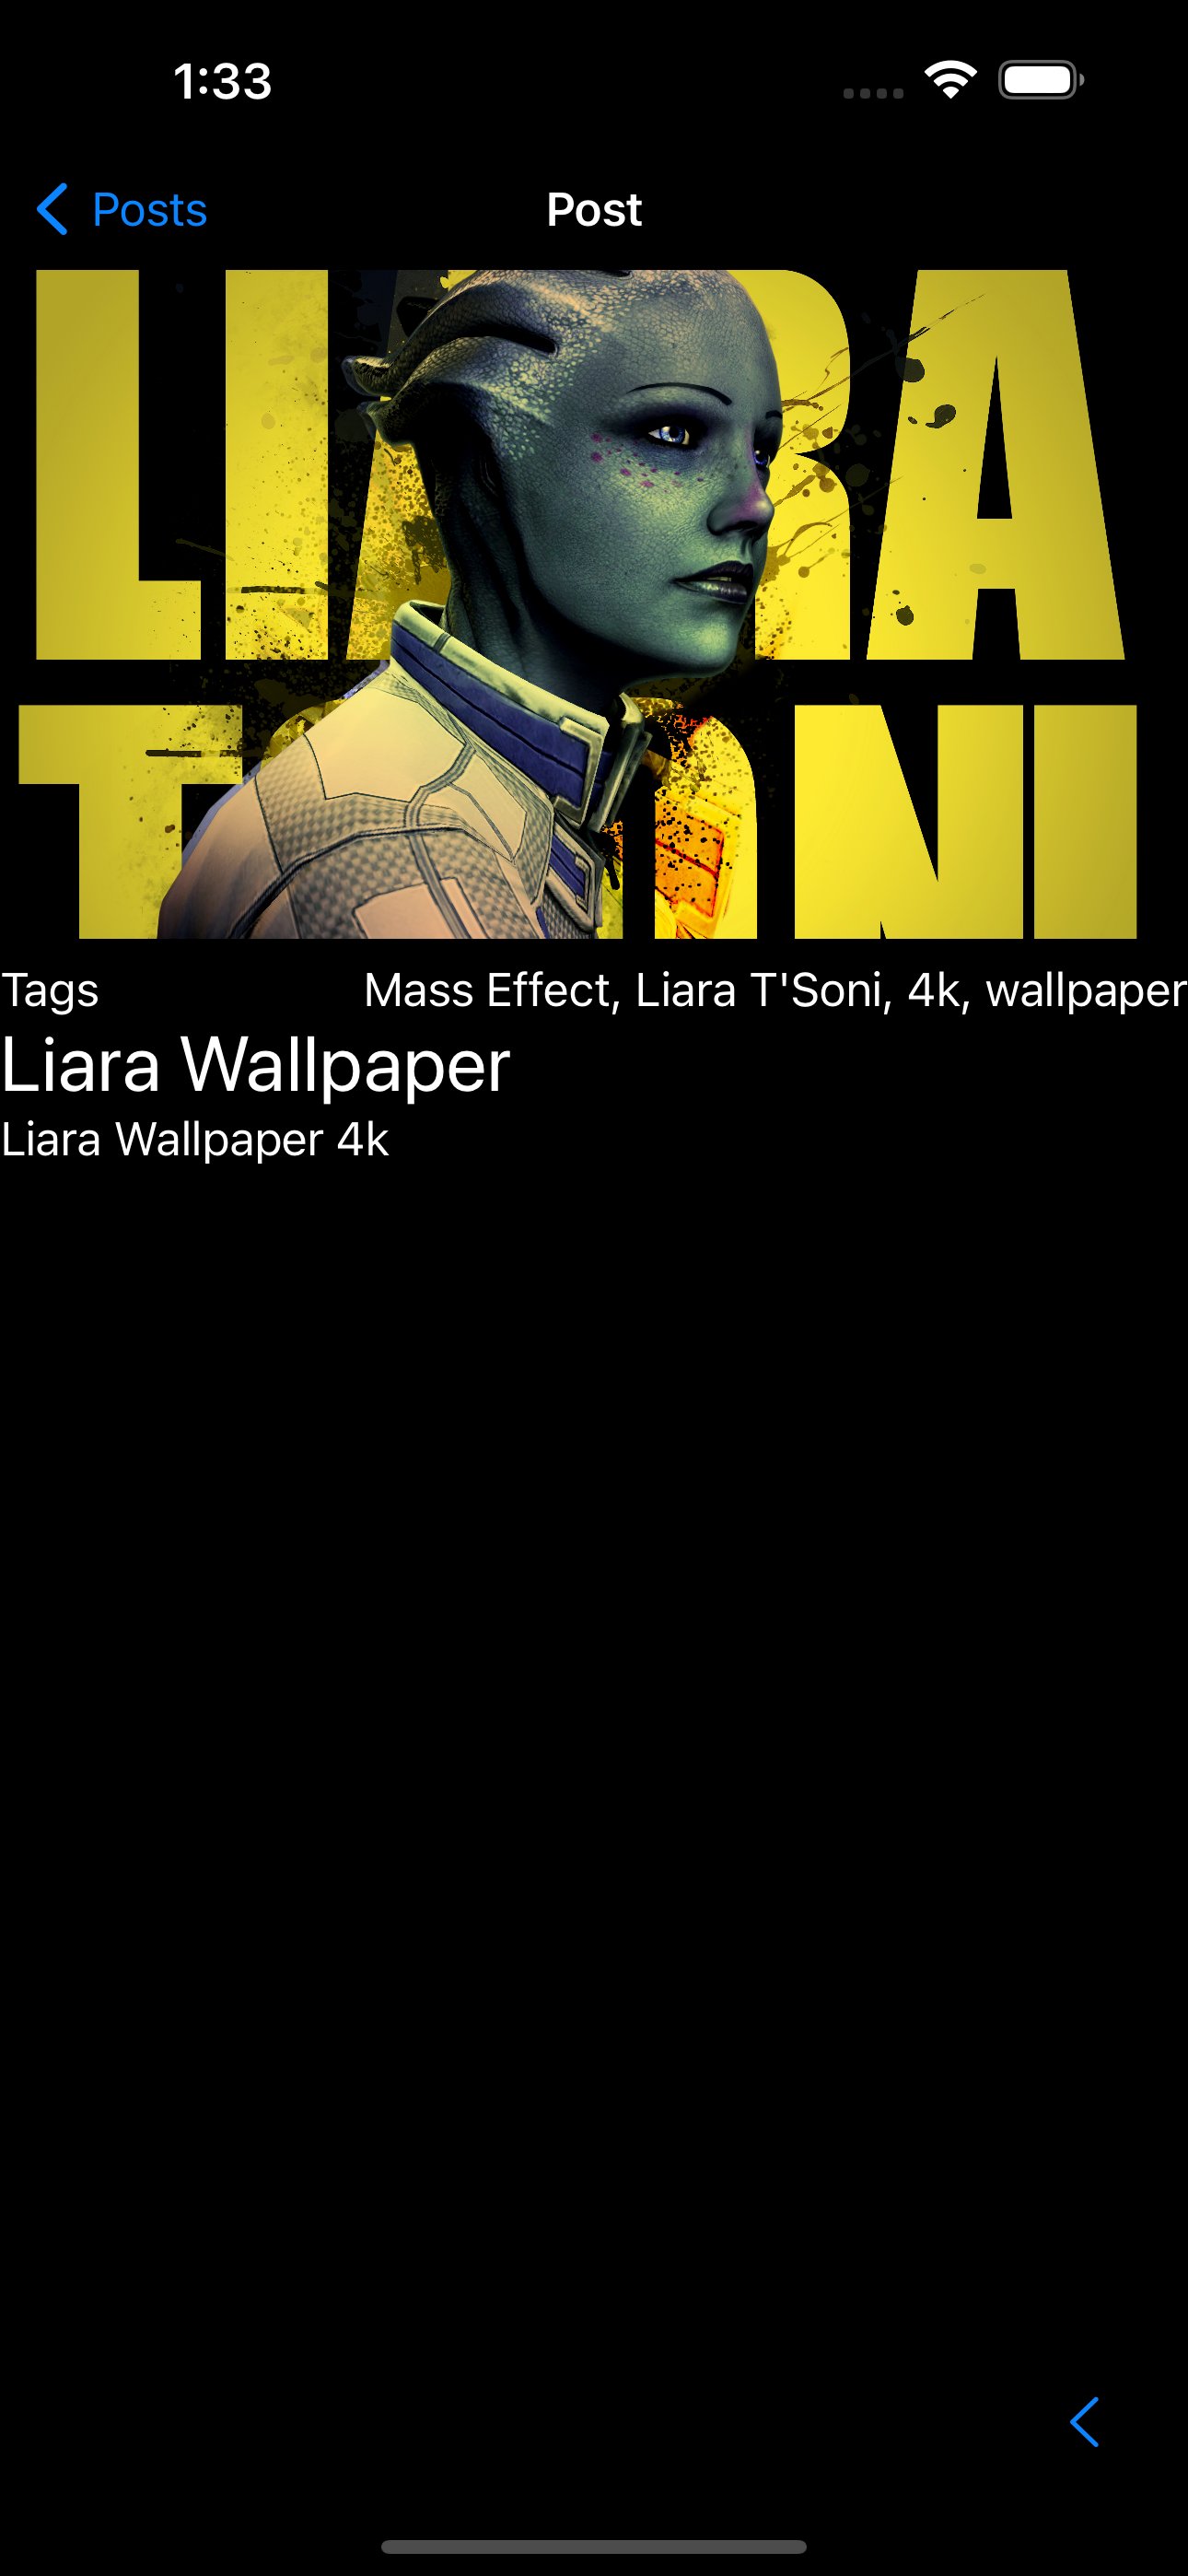 1:33
Posts
Post
LIARA
T'SONI
Tags
Mass Effect, Liara T'Soni, 4k, wallpaper
Liara Wallpaper
Liara Wallpaper 4k